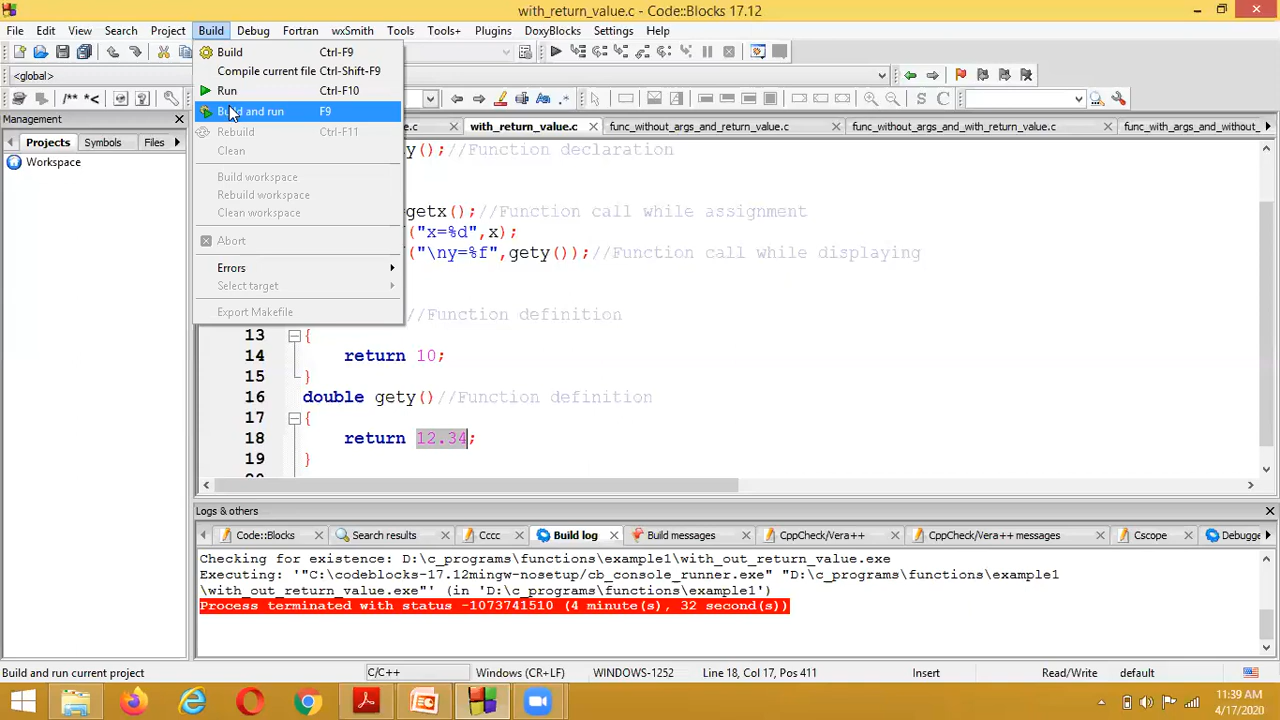 with_return_value.c - Code::Blocks 17.12
File Edit View Search Project Build Debug Fortran wxSmith Tools Tools+ Plugins DoxyBlocks Settings Help
Build Ctrl-F9
Compile current file Ctrl-Shift-F9
Run Ctrl-F10
Build and run F9
Rebuild Ctrl-F11
Clean
Build workspace
Rebuild workspace
Clean workspace
Abort
Errors
Select target
Export Makefile
<global>
/** *<
S C
Management
Projects Symbols Files
Workspace
.c with_return_value.c func_without_args_and_return_value.c func_without_args_and_with_return_value.c func_with_args_and_without_
y();//Function declaration
getx();//Function call while assignment
("x=%d",x);
("\ny=%f",gety());//Function call while displaying
//Function definition
13 {
14 return 10;
15 }
16 double gety()//Function definition
17 {
18 return 12.34;
19 }
Logs & others
Code::Blocks Search results Cccc Build log Build messages CppCheck/Vera++ CppCheck/Vera++ messages Cscope Debugge
Checking for existence: D:\c_programs\functions\example1\with_out_return_value.exe
Executing: '"C:\codeblocks-17.12mingw-nosetup/cb_console_runner.exe" "D:\c_programs\functions\example1
\with_out_return_value.exe"' (in 'D:\c_programs\functions\example1')
Process terminated with status -1073741510 (4 minute(s), 32 second(s))
Build and run current project C/C++ Windows (CR+LF) WINDOWS-1252 Line 18, Col 17, Pos 411 Insert Read/Write default
11:39 AM
4/17/2020